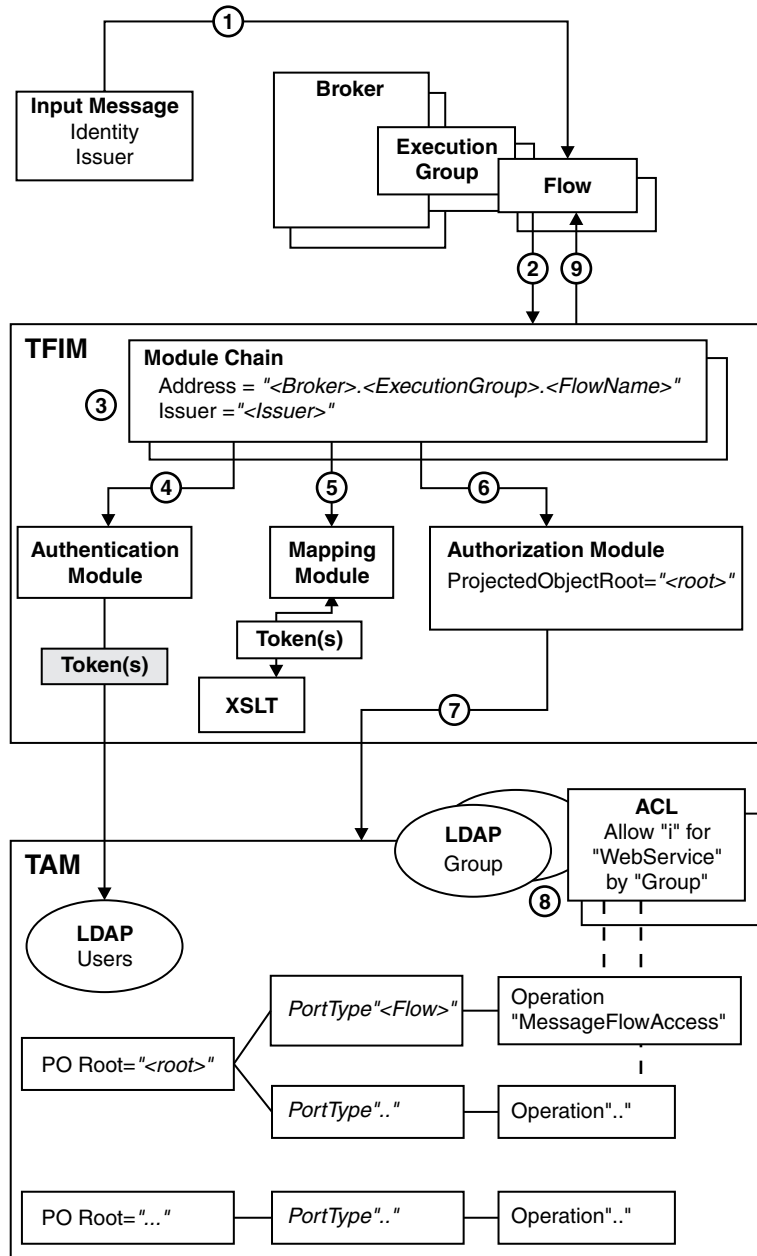 1
Input Message
Identity
Issuer
Broker
Execution
Group
Flow
2
9
TFIM
Module Chain
Address = "<Broker>.<ExecutionGroup>.<FlowName>"
Issuer ="<Issuer>"
3
4
5
6
Authentication
Module
Mapping
Module
Authorization Module
ProjectedObjectRoot="<root>"
Token(s)
Token(s)
XSLT
7
TAM
LDAP
Group
ACL
Allow "i" for
"WebService"
by "Group"
8
LDAP
Users
PO Root="<root>"
PortType"<Flow>"
Operation
"MessageFlowAccess"
PortType".."
Operation".."
PO Root="..."
PortType".."
Operation".."